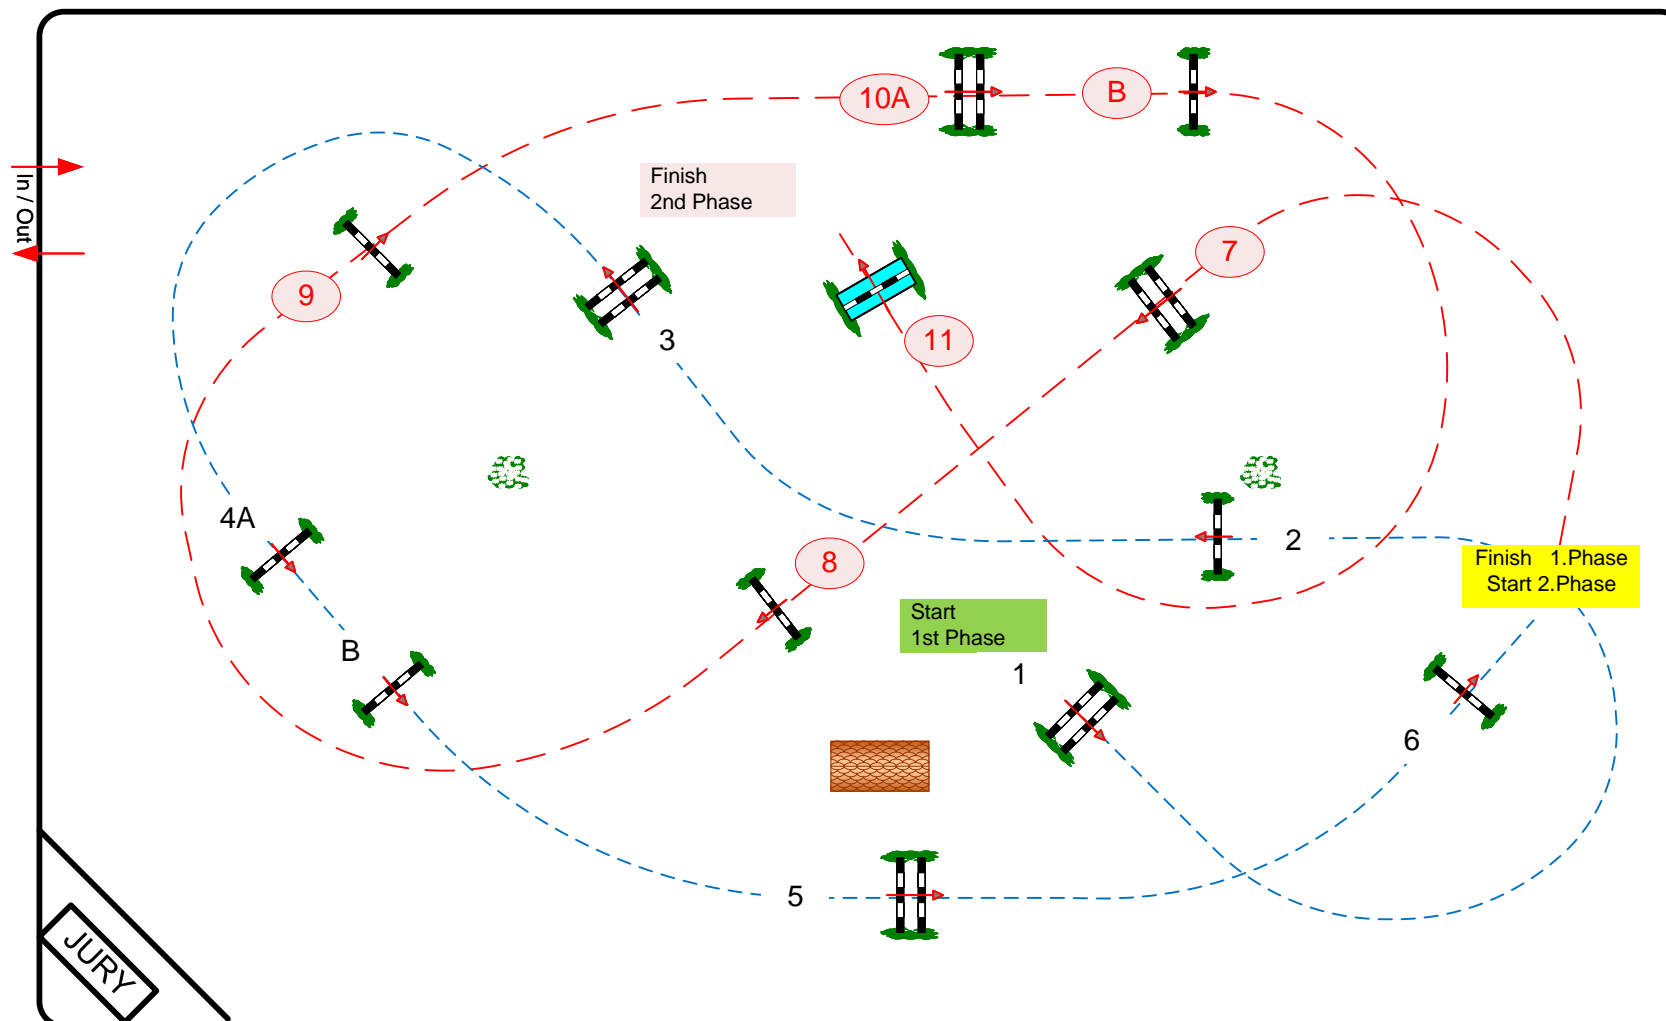 10A
B
In / Out
Finish
2nd Phase
7
9
11
3
4A
2
Finish 1.Phase
Start 2.Phase
8
Start
1st Phase
B
1
6
5
JURY